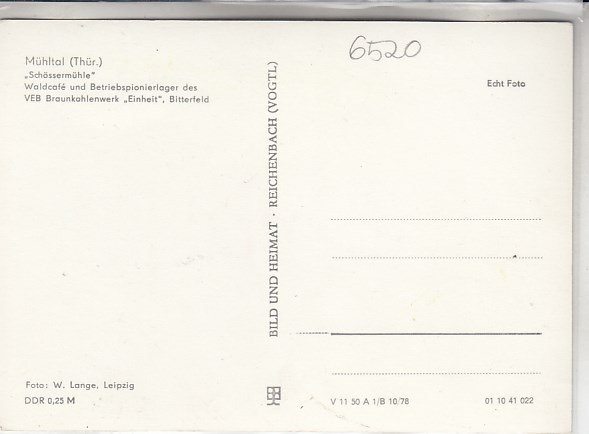 Mühltal (Thür.)
„Schössermühle"
Waldcafé und Betriebspionierlager des
VEB Braunkohlenwerk „Einheit", Bitterfeld
Foto: W. Lange, Leipzig
DDR 0,25 M
BILD UND HEIMAT · REICHENBACH (VOGTL)
6520
Echt Foto
V 11 50 A 1/B 10/78
01 10 41 022